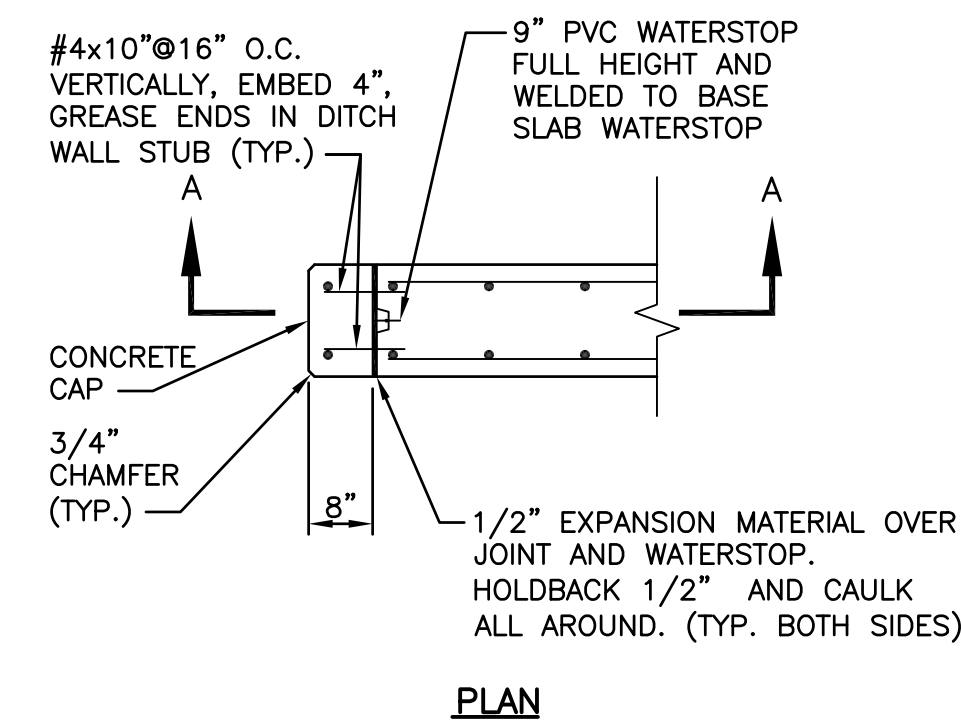 #4x10”@16” O.C.
VERTICALLY, EMBED 4”,
GREASE ENDS IN DITCH
WALL STUB (TYP.)
9” PVC WATERSTOP
FULL HEIGHT AND
WELDED TO BASE
SLAB WATERSTOP
A
A
CONCRETE
CAP
3/4”
CHAMFER
(TYP.)
8”
1/2” EXPANSION MATERIAL OVER
JOINT AND WATERSTOP.
HOLDBACK 1/2” AND CAULK
ALL AROUND. (TYP. BOTH SIDES)
PLAN